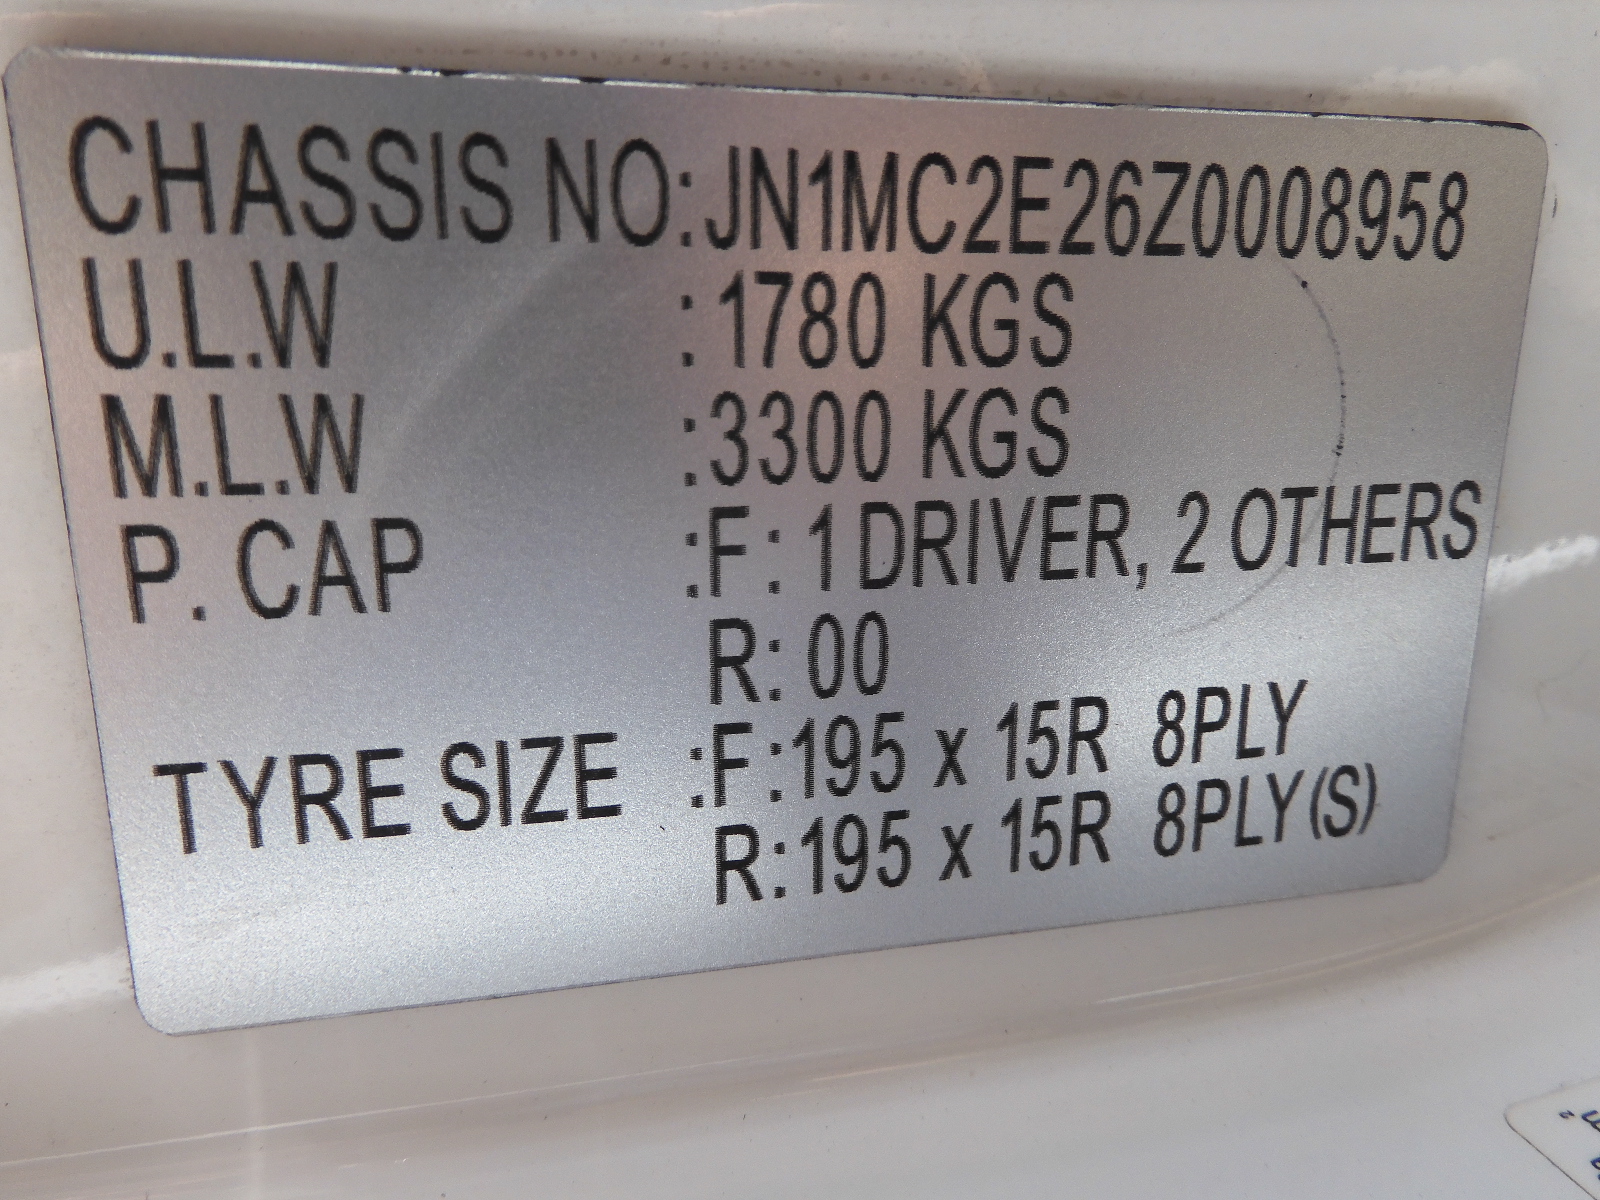 CHASSIS NO:JN1MC2E26Z0008958
U.L.W : 1780 KGS
M.L.W :3300 KGS
P. CAP :F: 1 DRIVER, 2 OTHERS
R: 00
TYRE SIZE :F:195 x 15R 8PLY
R:195 x 15R 8PLY(S)